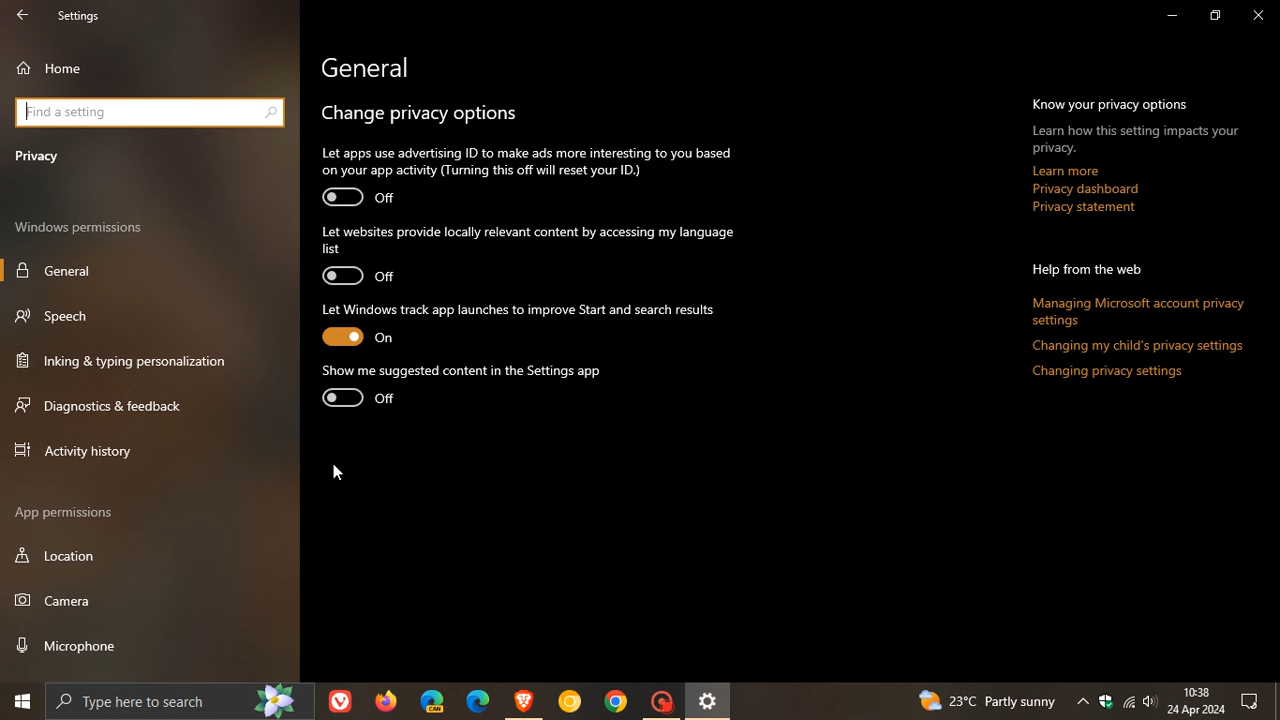 Settings
Home
Find a setting
Privacy
Windows permissions
General
Speech
Inking & typing personalization
Diagnostics & feedback
Activity history
App permissions
Location
Camera
Microphone
General
Change privacy options
Let apps use advertising ID to make ads more interesting to you based
on your app activity (Turning this off will reset your ID.)
Off
Let websites provide locally relevant content by accessing my language
list
Off
Let Windows track app launches to improve Start and search results
On
Show me suggested content in the Settings app
Off
Know your privacy options
Learn how this setting impacts your
privacy.
Learn more
Privacy dashboard
Privacy statement
Help from the web
Managing Microsoft account privacy
settings
Changing my child's privacy settings
Changing privacy settings
Type here to search
CAN
23°C Partly sunny
10:38
24 Apr 2024